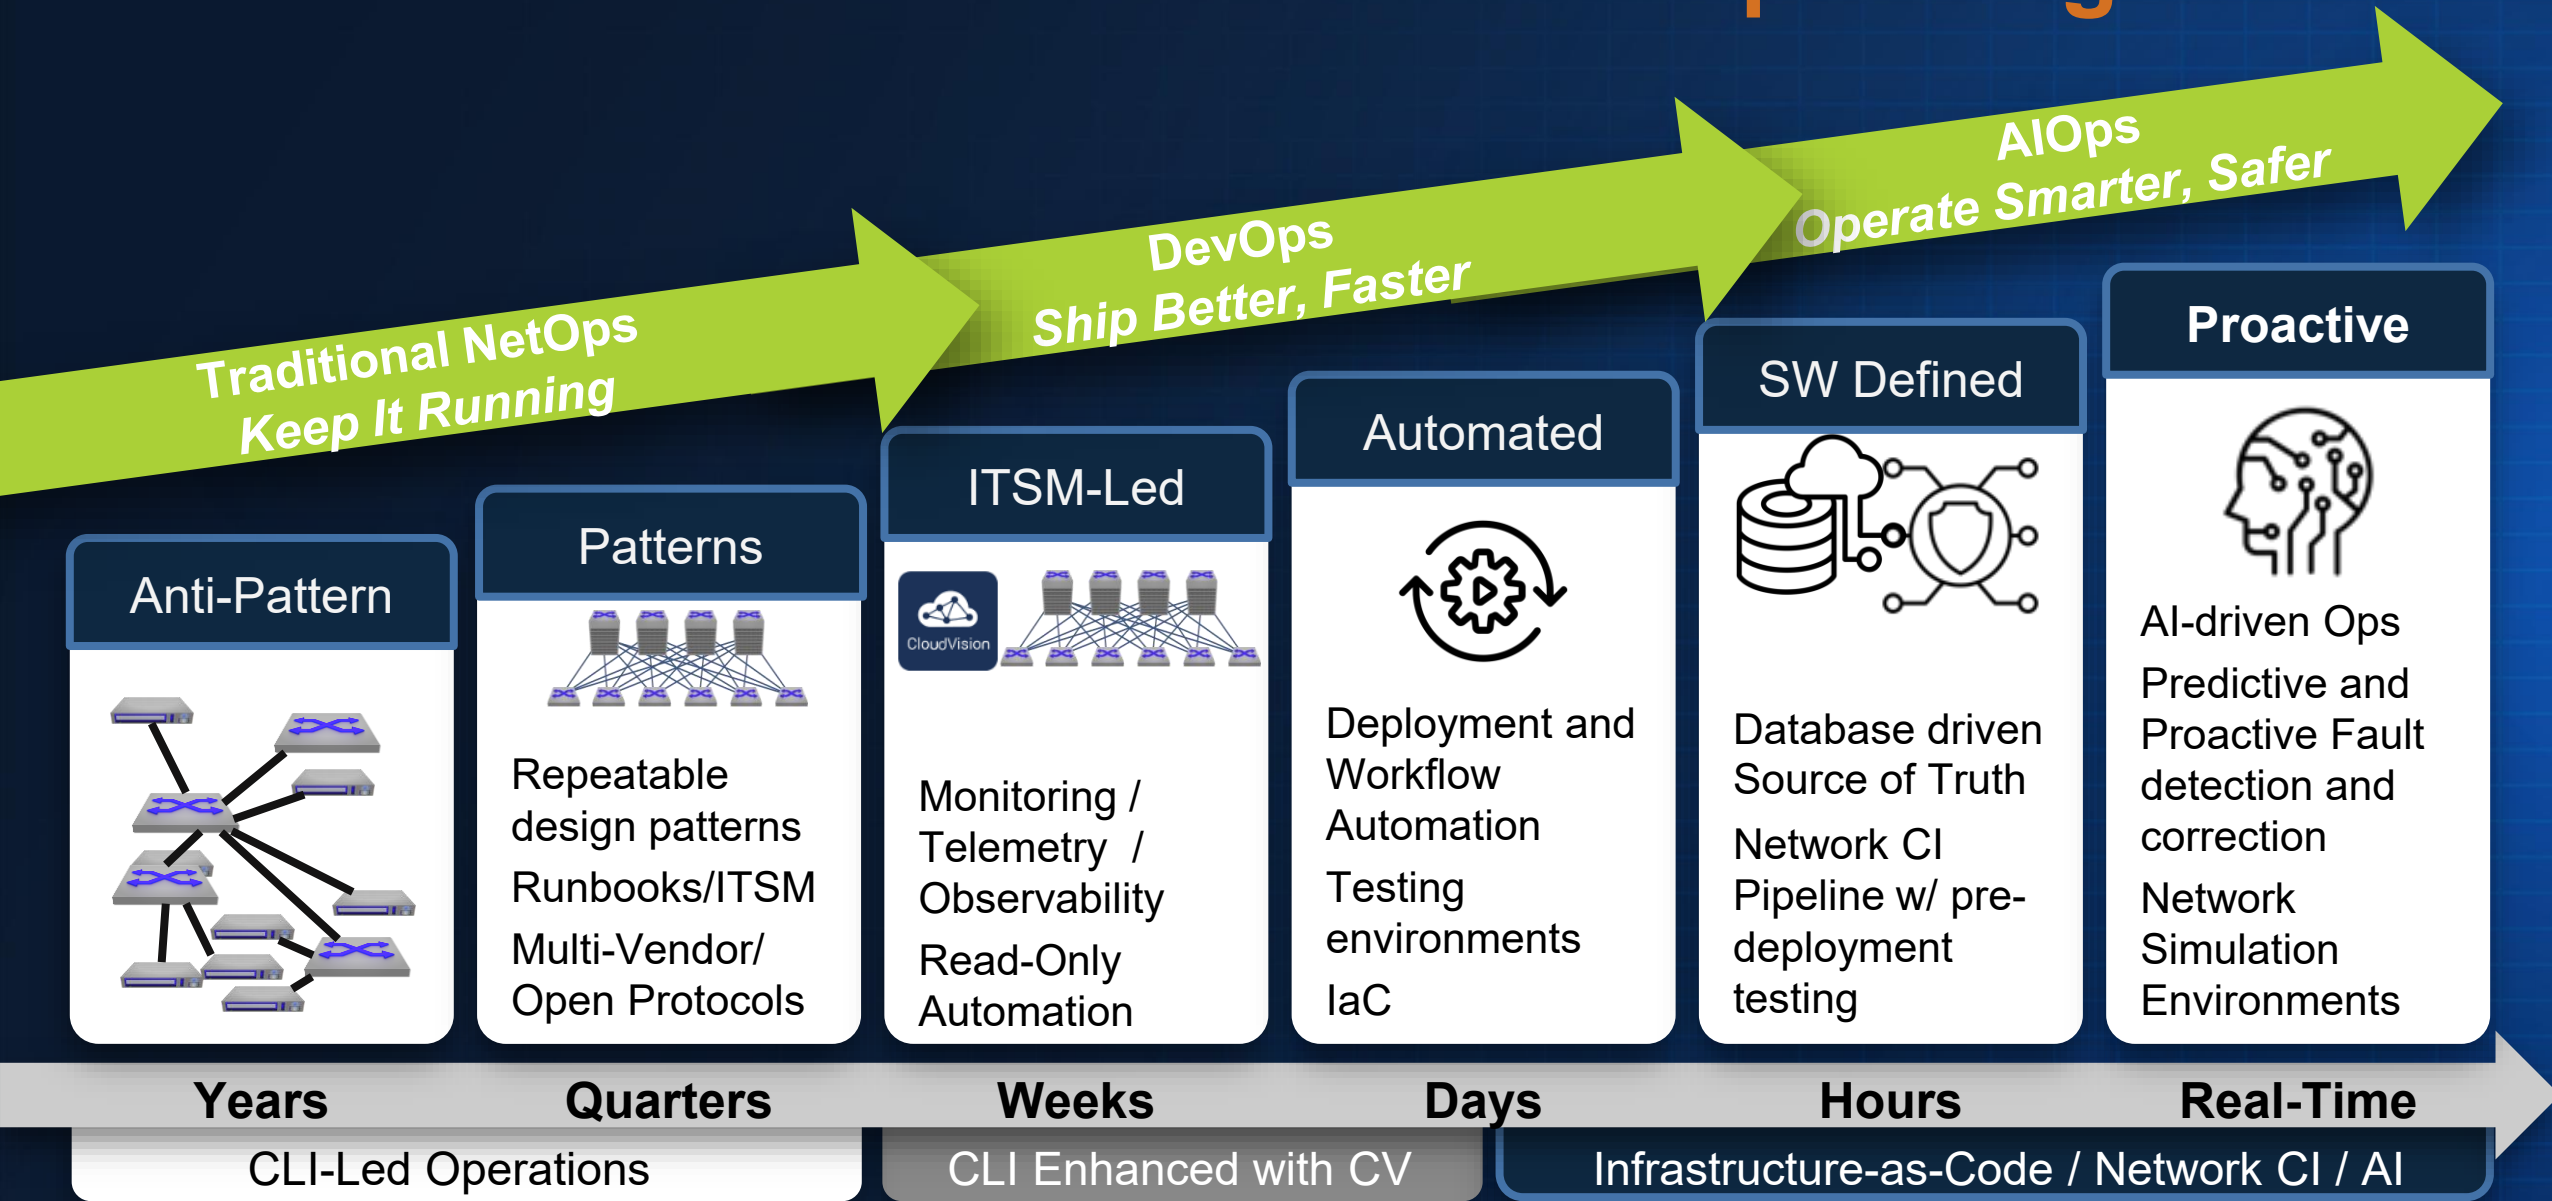 AIOps
Operate Smarter, Safer
DevOps
Ship Better, Faster
Traditional NetOps
Keep It Running
Anti-Pattern
Patterns
Repeatable
design patterns
Runbooks/ITSM
Multi-Vendor/
Open Protocols
ITSM-Led
CloudVision
Monitoring /
Telemetry /
Observability
Read-Only
Automation
Automated
Deployment and
Workflow
Automation
Testing
environments
IaC
SW Defined
Database driven
Source of Truth
Network CI
Pipeline w/ pre-
deployment
testing
Proactive
AI-driven Ops
Predictive and
Proactive Fault
detection and
correction
Network
Simulation
Environments
Years
Quarters
Weeks
Days
Hours
Real-Time
CLI-Led Operations
CLI Enhanced with CV
Infrastructure-as-Code / Network CI / AI